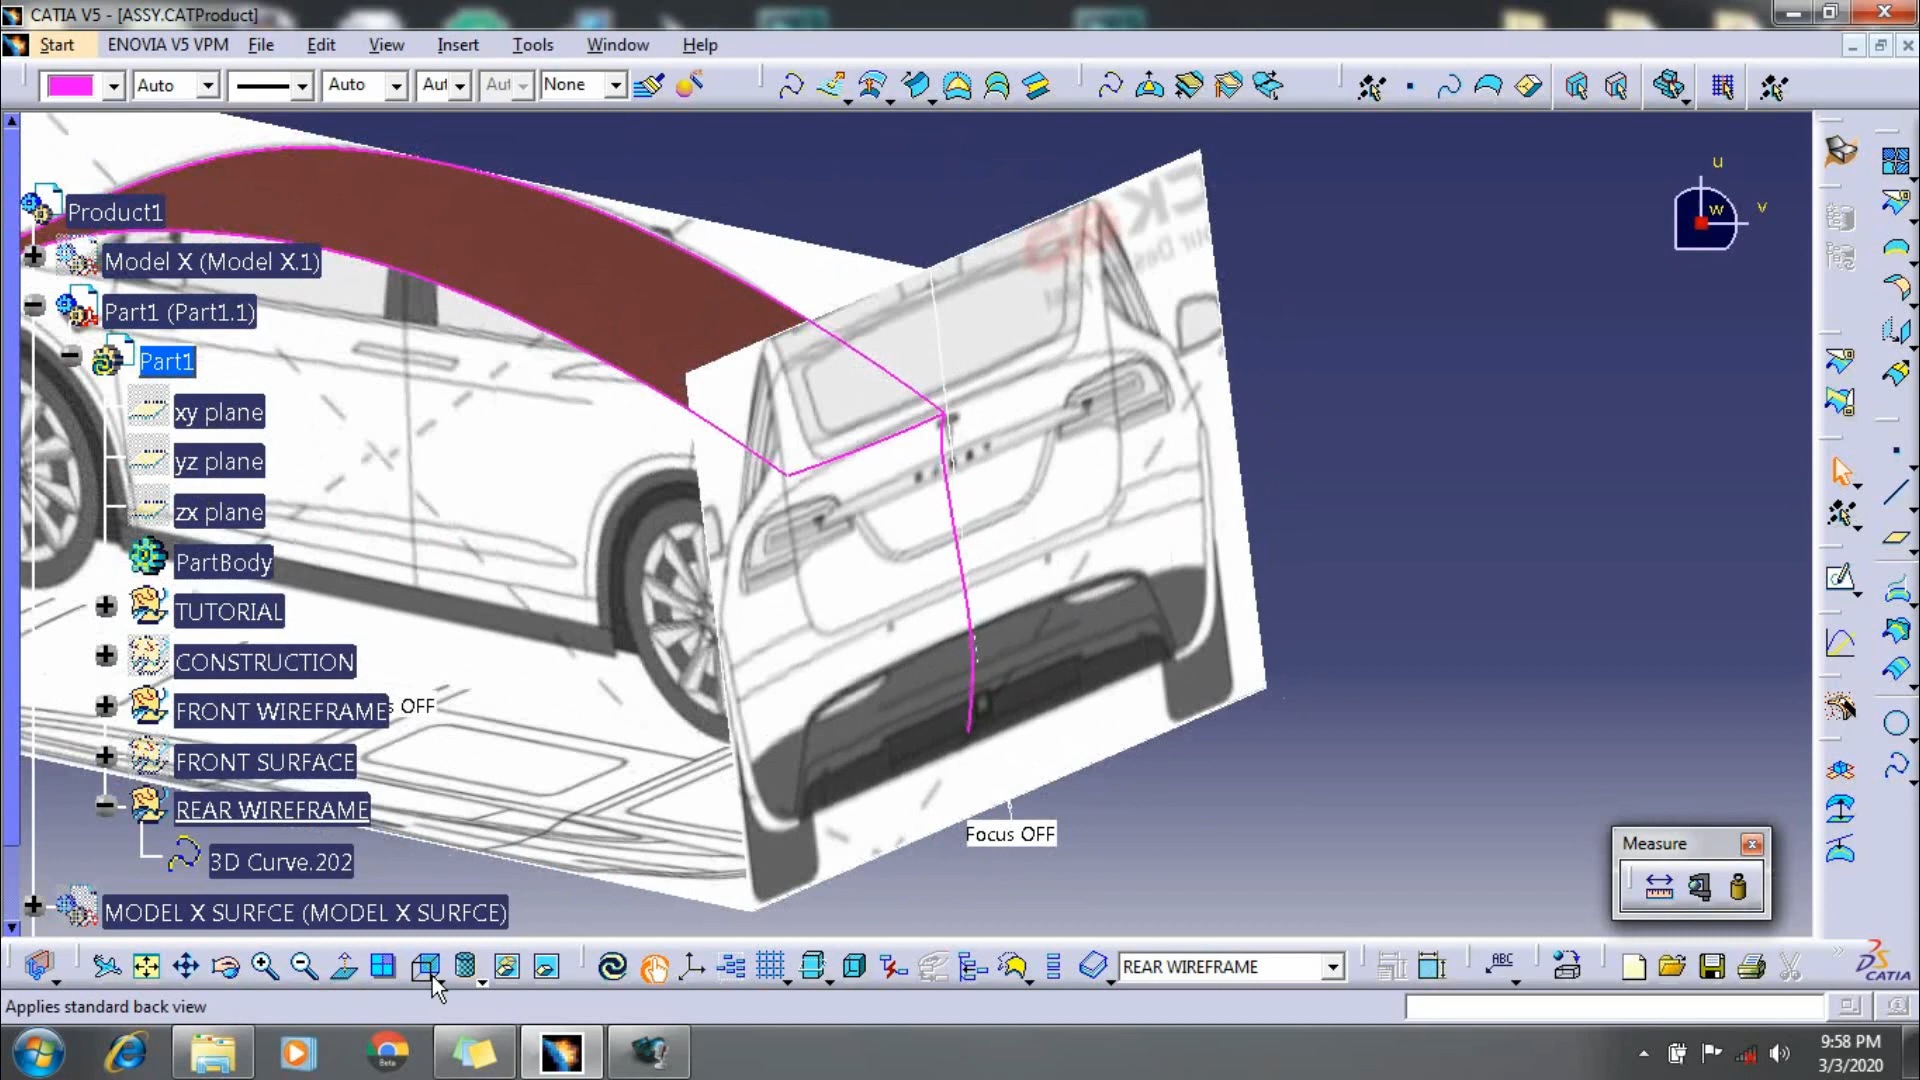 CATIA V5 - [ASSY.CATProduct]
Start ENOVIA V5 VPM File Edit View Insert Tools Window Help
Auto Auto Aut Aut None
u
w v
Product1
Model X (Model X.1)
Part1 (Part1.1)
Part1
xy plane
yz plane
zx plane
PartBody
TUTORIAL
CONSTRUCTION
FRONT WIREFRAME
s OFF
FRONT SURFACE
REAR WIREFRAME
3D Curve.202
MODEL X SURFCE (MODEL X SURFCE)
Focus OFF
Measure
REAR WIREFRAME
ABC
CATIA
Applies standard back view
Beta
9:58 PM
3/3/2020